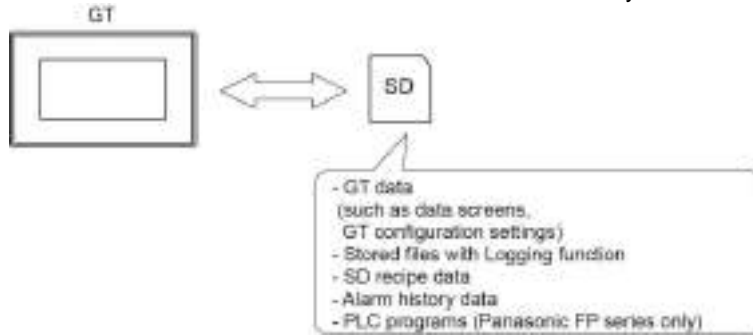 GT
SD
- GT data
(such as data screens,
GT configuration settings)
- Stored files with Logging function
- SD recipe data
- Alarm history data
- PLC programs (Panasonic FP series only)